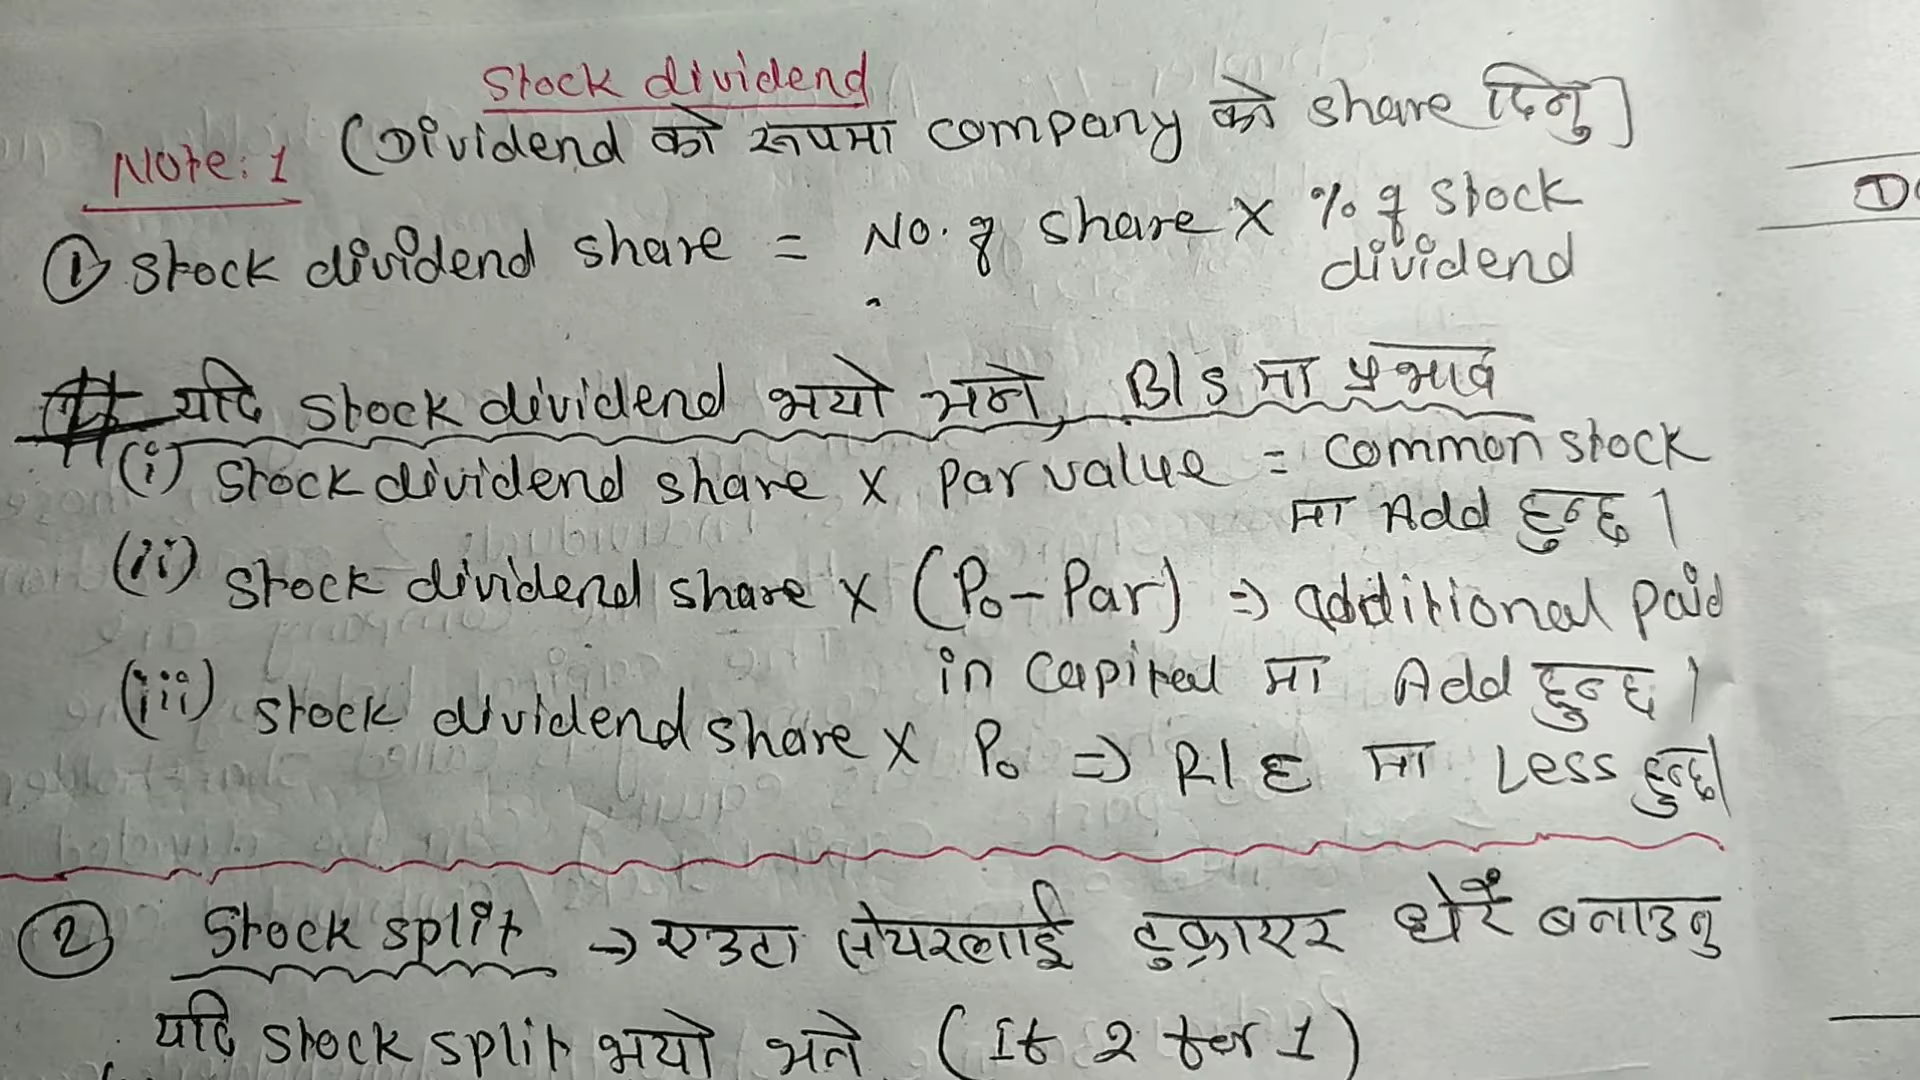 Stock dividend
Note: 1 (Dividend को रूपमा company को share दिनु)
① Stock dividend share = No. of share × % of stock dividend
यदि stock dividend भयो भने, B/S मा प्रभाव
(i) Stock dividend share × Par value = common stock
मा Add हुन्छ।
(ii) Stock dividend share × (P₀ - Par) ⇒ additional paid
in capital मा Add हुन्छ।
(iii) Stock dividend share × P₀ ⇒ R/E मा Less हुन्छ।
② Stock split → एउटा सेयरलाई टुक्राएर धेरै बनाउनु
यदि stock split भयो भने (If 2 for 1)